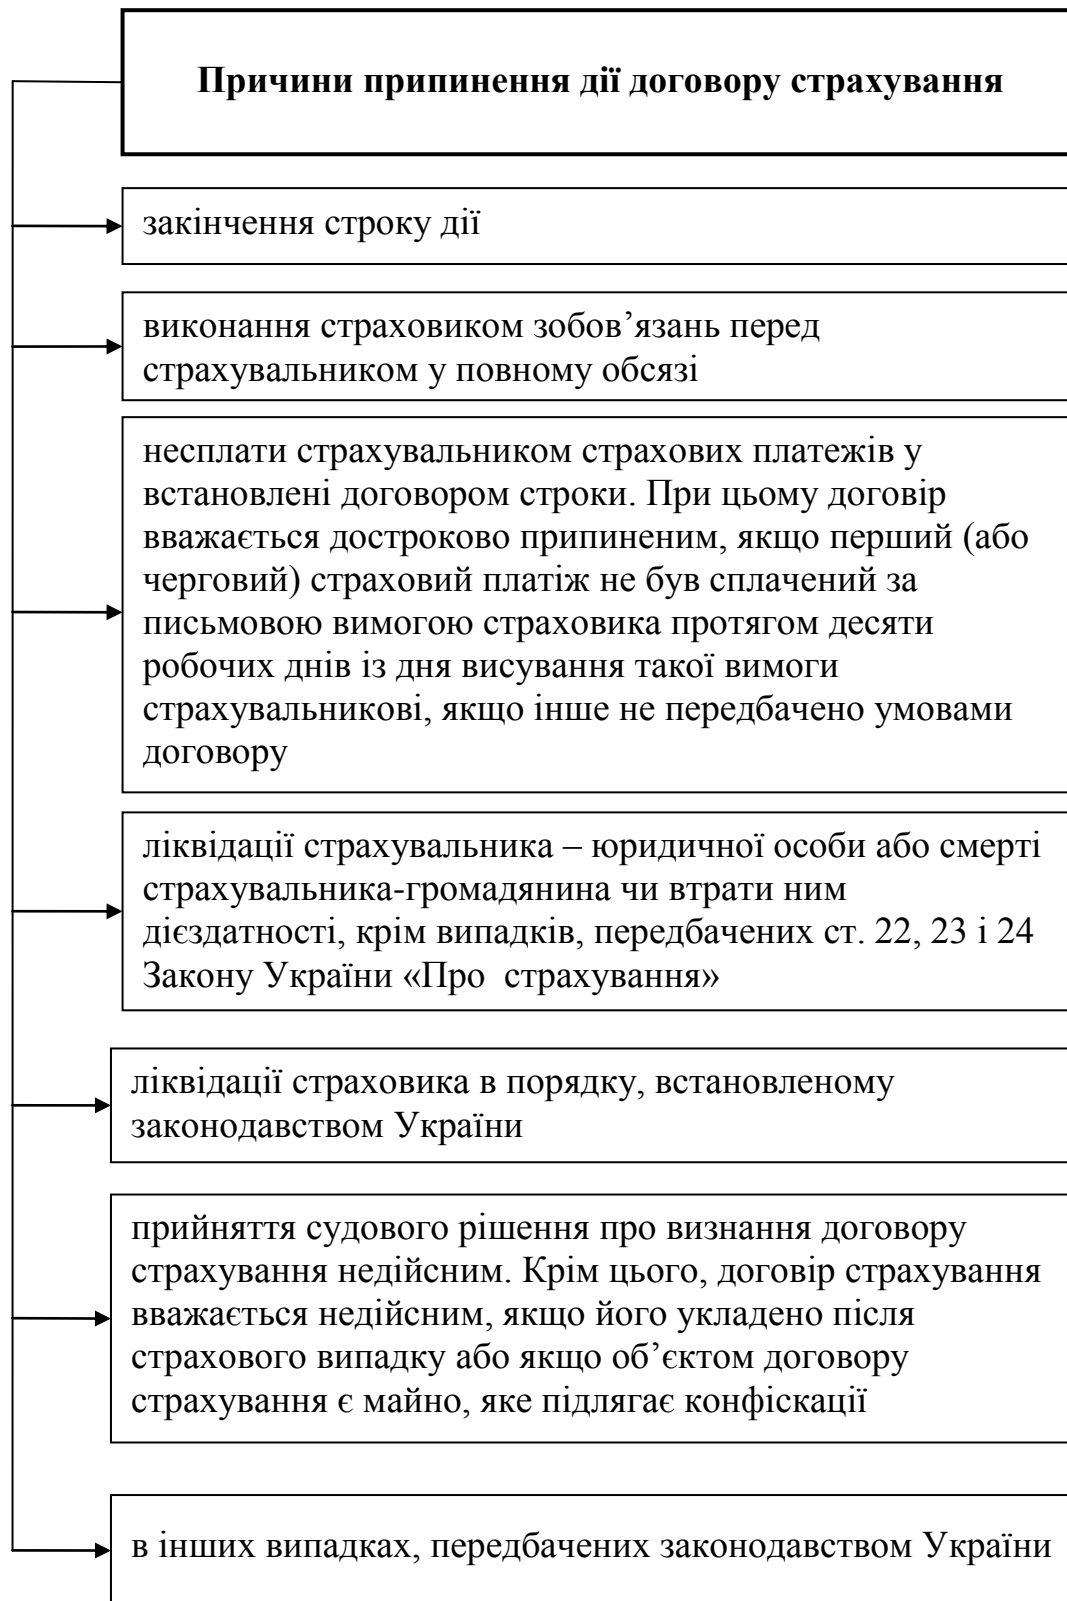 Причини припинення дії договору страхування
закінчення строку дії
виконання страховиком зобов’язань перед
страхувальником у повному обсязі
несплати страхувальником страхових платежів у
встановлені договором строки. При цьому договір
вважається достроково припиненим, якщо перший (або
черговий) страховий платіж не був сплачений за
письмовою вимогою страховика протягом десяти
робочих днів із дня висування такої вимоги
страхувальникові, якщо інше не передбачено умовами
договору
ліквідації страхувальника – юридичної особи або смерті
страхувальника-громадянина чи втрати ним
дієздатності, крім випадків, передбачених ст. 22, 23 і 24
Закону України «Про страхування»
ліквідації страховика в порядку, встановленому
законодавством України
прийняття судового рішення про визнання договору
страхування недійсним. Крім цього, договір страхування
вважається недійсним, якщо його укладено після
страхового випадку або якщо об’єктом договору
страхування є майно, яке підлягає конфіскації
в інших випадках, передбачених законодавством України